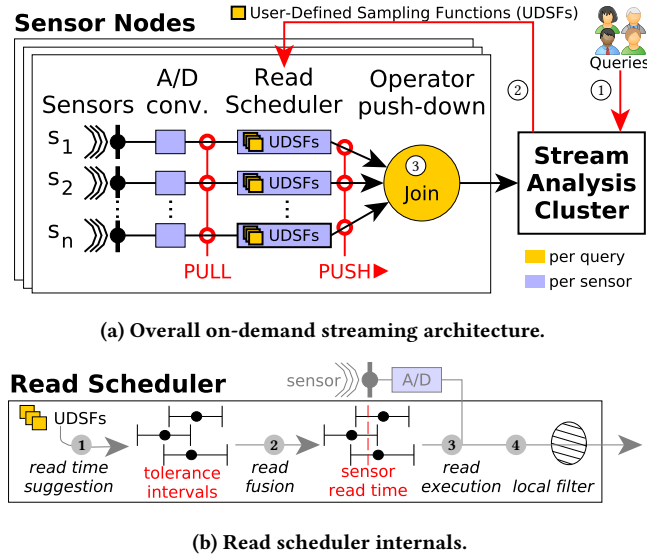 User-Defined Sampling Functions (UDSFs)
Sensor Nodes
Queries
A/D conv.
Read Scheduler
Operator push-down
②
①
Sensors
s1
UDSFs
③
Join
s2
UDSFs
sn
UDSFs
PULL
PUSH
Stream
Analysis
Cluster
per query
per sensor
(a) Overall on-demand streaming architecture.
Read Scheduler
sensor
A/D
UDSFs
1
read time
suggestion
tolerance
intervals
2
read
fusion
sensor
read time
3
read
execution
4
local filter
(b) Read scheduler internals.